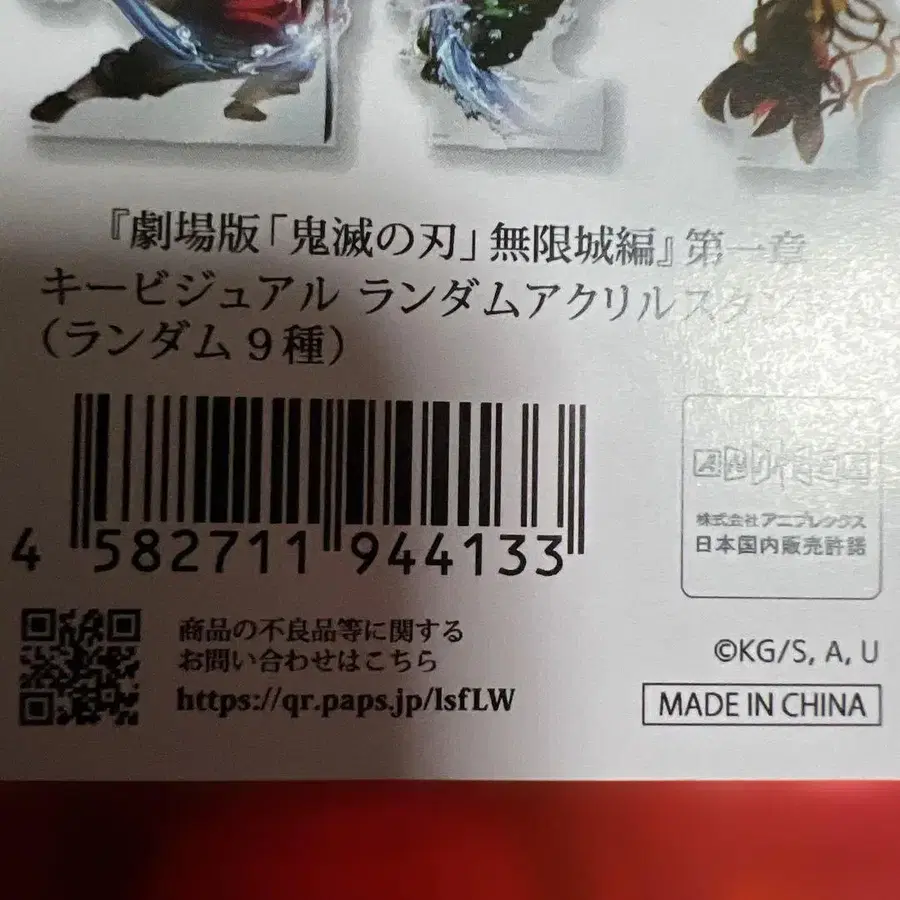 『劇場版「鬼滅の刃」無限城編』第一章
キービジュアル ランダムアクリルスタン
（ランダム9種）
4 582711 944133
株式会社アニプレックス
日本国内販売許諾
商品の不良品等に関する
お問い合わせはこちら
https://qr.paps.jp/lsfLW
©KG/S, A, U
MADE IN CHINA